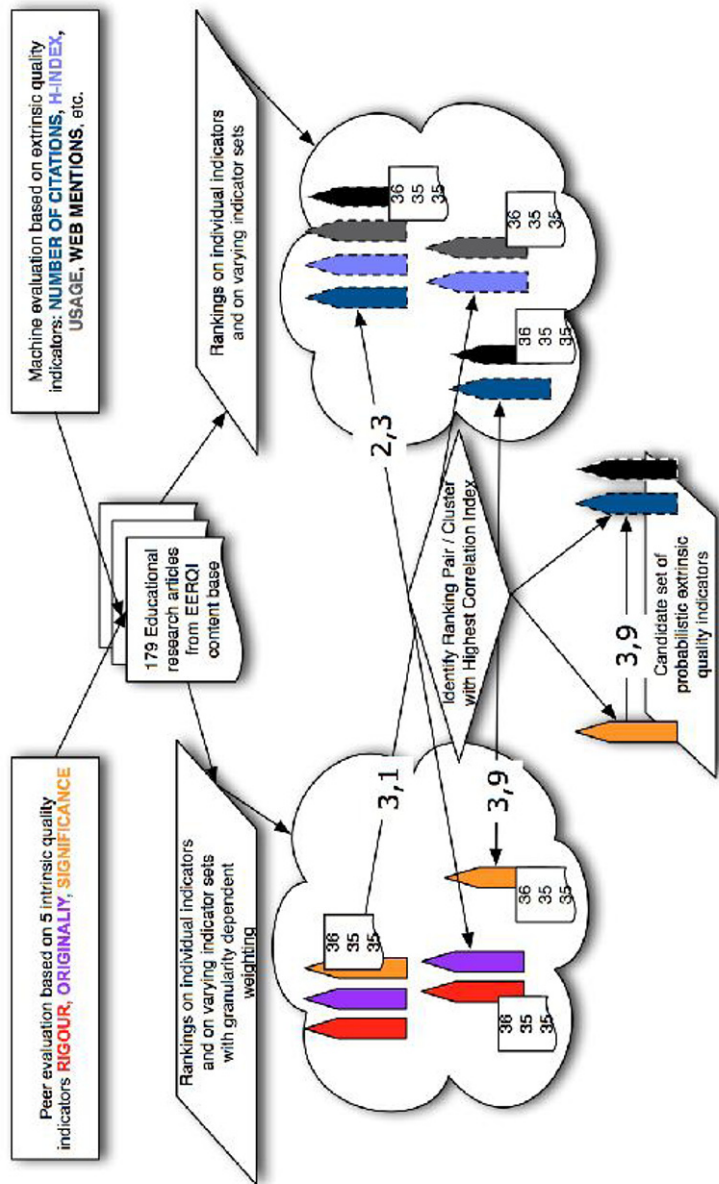 Peer evaluation based on 5 intrinsic quality
indicators RIGOUR, ORIGINALIY, SIGNIFICANCE
Machine evaluation based on extrinsic quality
indicators: NUMBER OF CITATIONS, H-INDEX,
USAGE, WEB MENTIONS, etc.
179 Educational
research articles
from EERQI
content base
Rankings on individual indicators
and on varying indicator sets
with granularity dependent
weighting
Rankings on individual indicators
and on varying indicator sets
36
35
35
3,1
36
35
35
36
35
35
3,9
2,3
36
35
35
36
35
35
36
35
35
Identify Ranking Pair / Cluster
with Highest Correlation Index
3,9
Candidate set of
probabilistic extrinsic
quality indicators